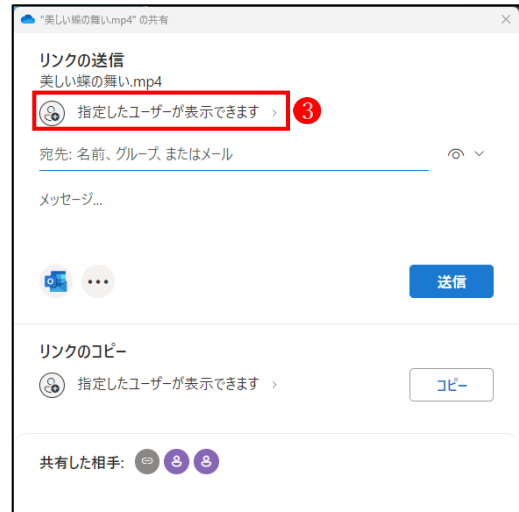 "美しい蝶の舞い.mp4" の共有
リンクの送信
美しい蝶の舞い.mp4
指定したユーザーが表示できます
3
宛先: 名前、グループ、またはメール
メッセージ...
送信
リンクのコピー
指定したユーザーが表示できます
コピー
共有した相手: